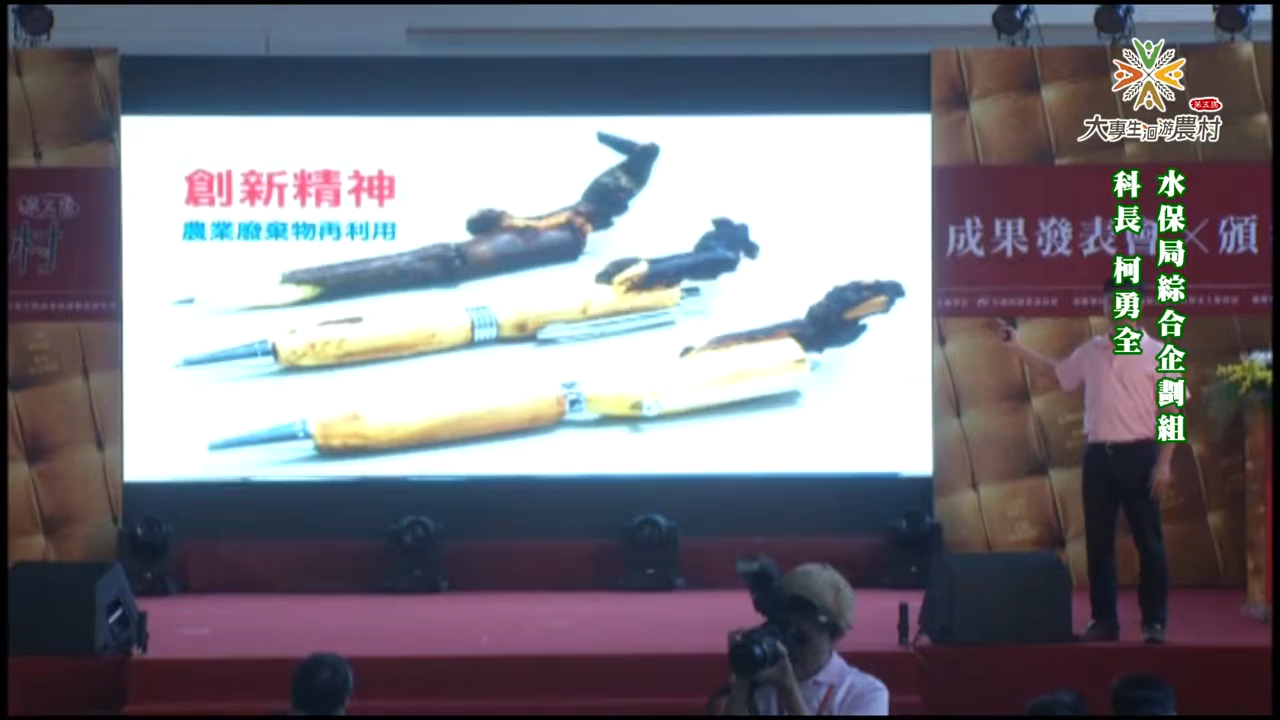 創新精神
農業廢棄物再利用
第五屆
大專生洄游農村
水保局綜合企劃組
科長 柯勇全
成果發表會×頒
村